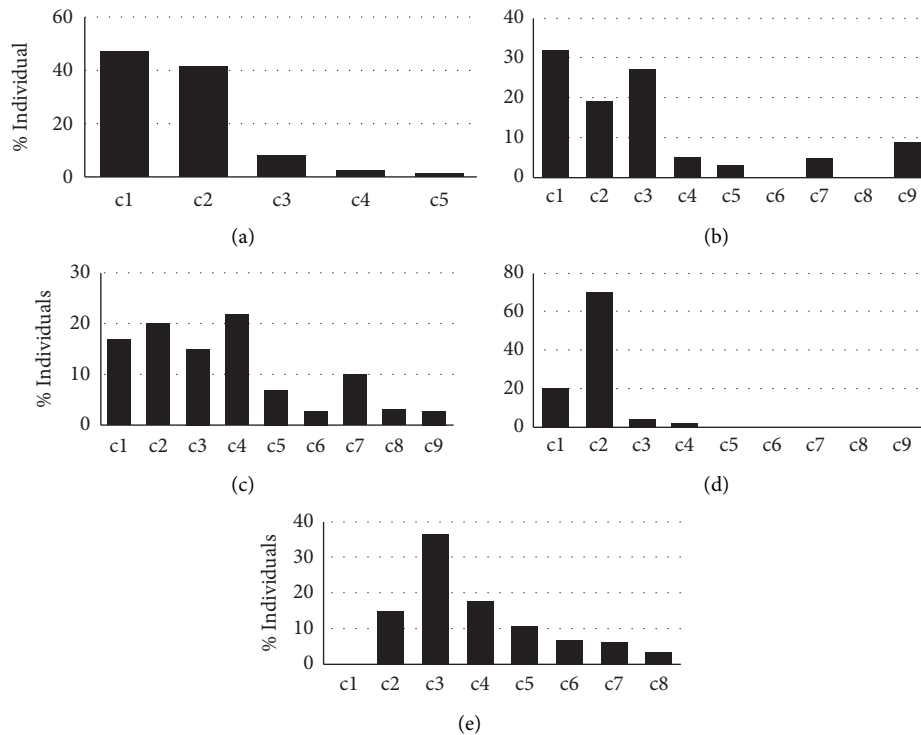 % Individual
60
40
20
0
c1 c2 c3 c4 c5
(a)
40
30
20
10
0
c1 c2 c3 c4 c5 c6 c7 c8 c9
(b)
% Individuals
30
20
10
0
c1 c2 c3 c4 c5 c6 c7 c8 c9
(c)
80
60
40
20
0
c1 c2 c3 c4 c5 c6 c7 c8 c9
(d)
% Individuals
40
30
20
10
0
c1 c2 c3 c4 c5 c6 c7 c8
(e)